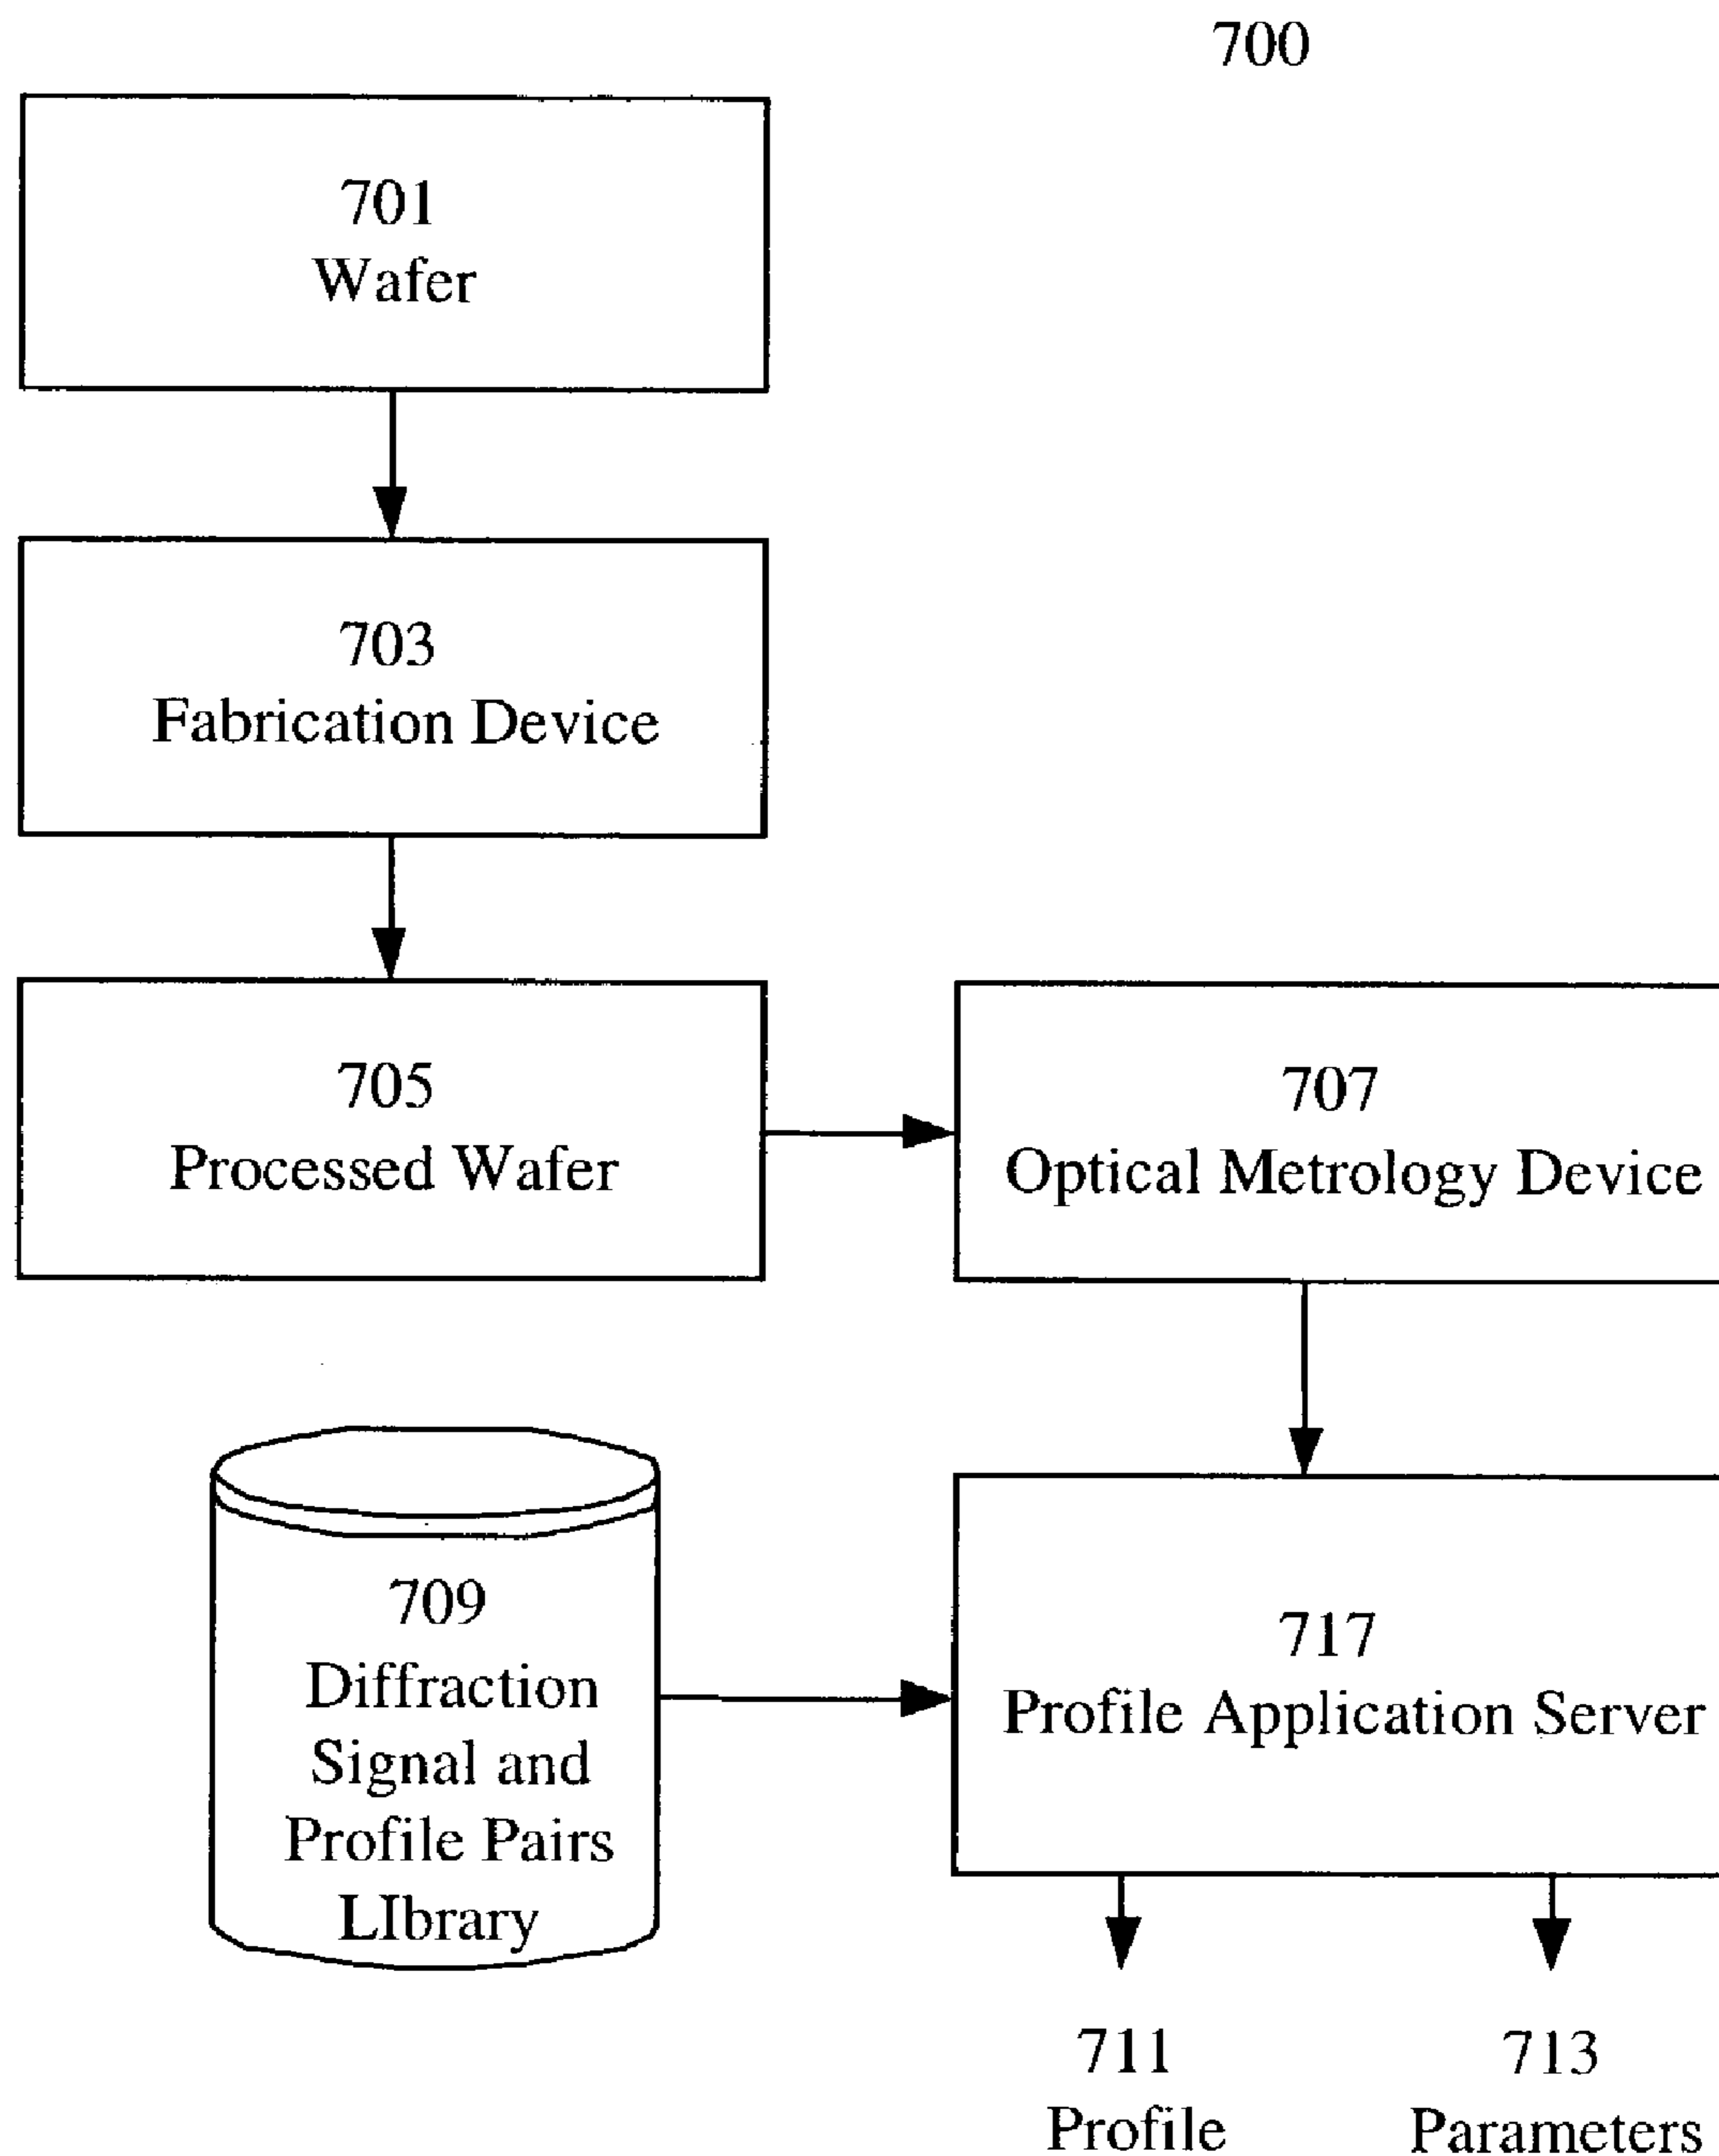 700
701
Wafer
703
Fabrication Device
705
Processed Wafer
707
Optical Metrology Device
709
Diffraction
Signal and
Profile Pairs
LIbrary
717
Profile Application Server
711
Profile
713
Parameters